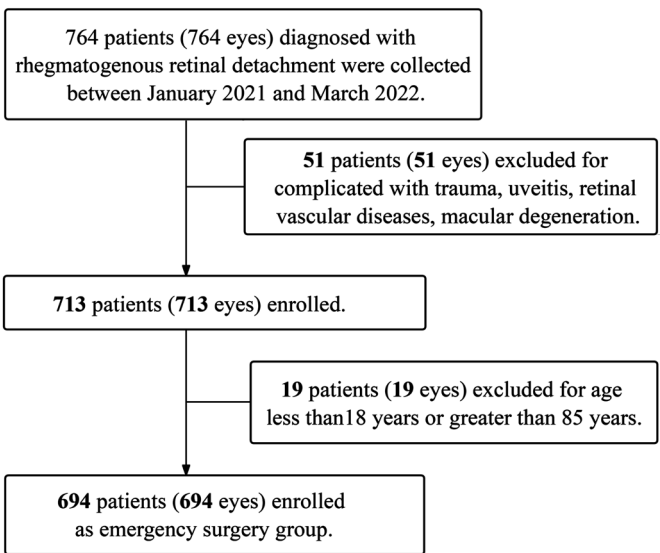 764 patients (764 eyes) diagnosed with
rhegmatogenous retinal detachment were collected
between January 2021 and March 2022.
51 patients (51 eyes) excluded for
complicated with trauma, uveitis, retinal
vascular diseases, macular degeneration.
713 patients (713 eyes) enrolled.
19 patients (19 eyes) excluded for age
less than18 years or greater than 85 years.
694 patients (694 eyes) enrolled
as emergency surgery group.